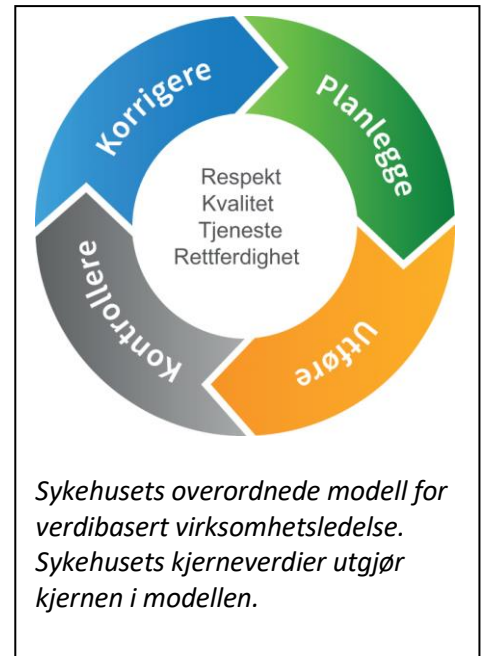 Korrigere
Planlegge
Respekt
Kvalitet
Tjeneste
Rettferdighet
Kontrollere
Utføre
Sykehusets overordnede modell for
verdibasert virksomhetsledelse.
Sykehusets kjerneverdier utgjør
kjernen i modellen.